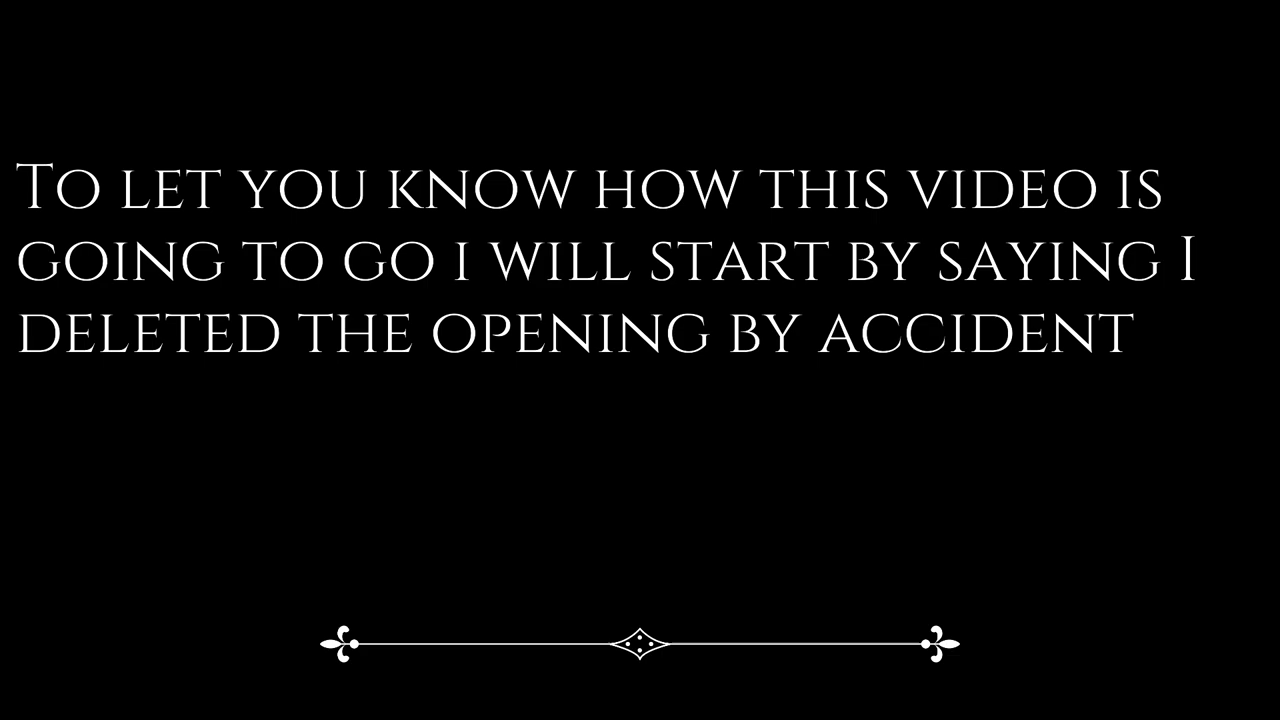 To let you know how this video is
going to go i will start by saying I
deleted the opening by accident